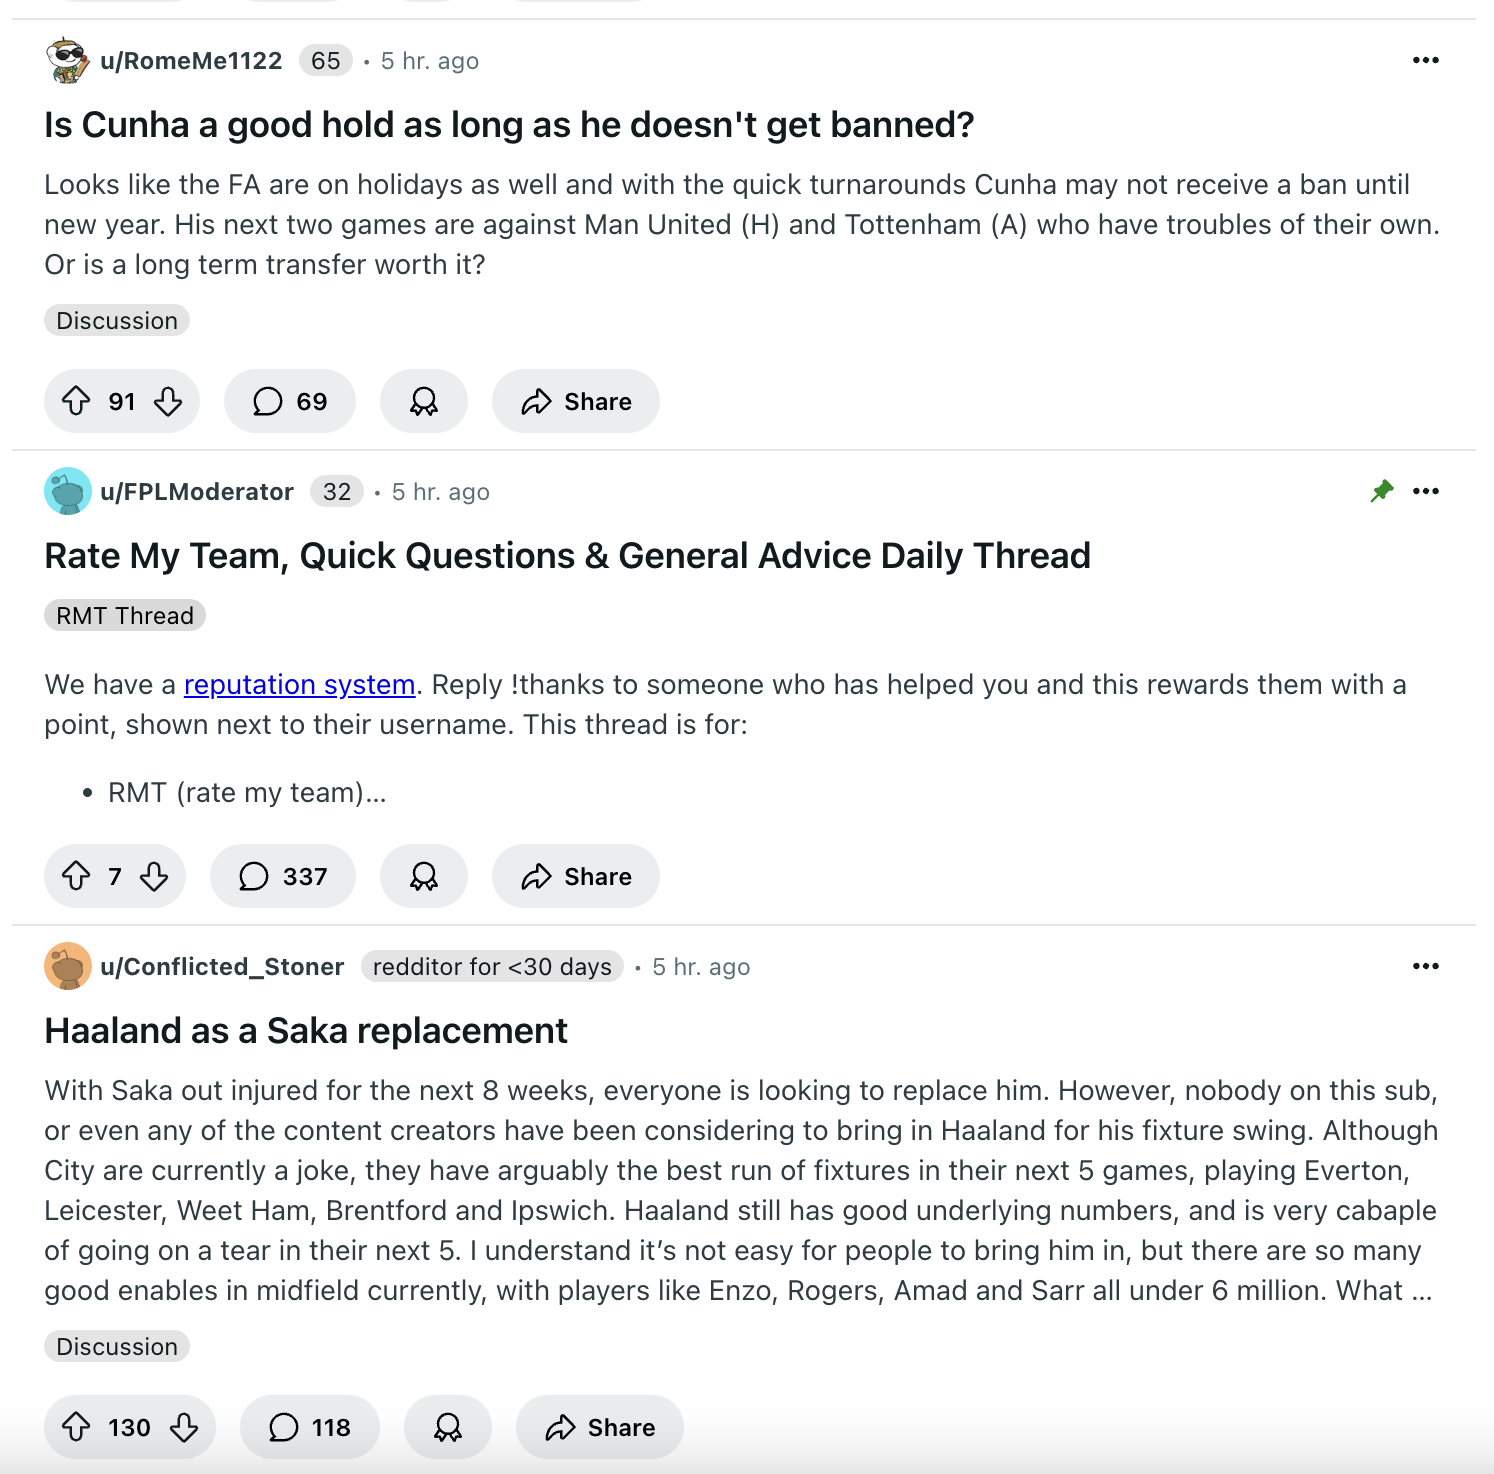 u/RomeMe1122 65 • 5 hr. ago
Is Cunha a good hold as long as he doesn't get banned?
Looks like the FA are on holidays as well and with the quick turnarounds Cunha may not receive a ban until
new year. His next two games are against Man United (H) and Tottenham (A) who have troubles of their own.
Or is a long term transfer worth it?
Discussion
91 69 Share
u/FPLModerator 32 • 5 hr. ago
Rate My Team, Quick Questions & General Advice Daily Thread
RMT Thread
We have a reputation system. Reply !thanks to someone who has helped you and this rewards them with a
point, shown next to their username. This thread is for:
• RMT (rate my team)...
7 337 Share
u/Conflicted_Stoner redditor for <30 days • 5 hr. ago
Haaland as a Saka replacement
With Saka out injured for the next 8 weeks, everyone is looking to replace him. However, nobody on this sub,
or even any of the content creators have been considering to bring in Haaland for his fixture swing. Although
City are currently a joke, they have arguably the best run of fixtures in their next 5 games, playing Everton,
Leicester, Weet Ham, Brentford and Ipswich. Haaland still has good underlying numbers, and is very cabaple
of going on a tear in their next 5. I understand it’s not easy for people to bring him in, but there are so many
good enables in midfield currently, with players like Enzo, Rogers, Amad and Sarr all under 6 million. What ...
Discussion
130 118 Share